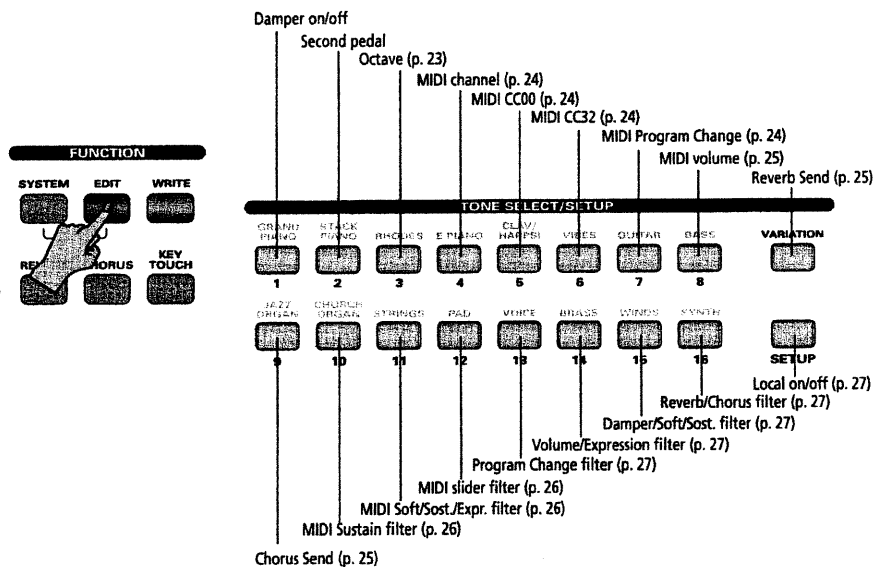 Damper on/off
Second pedal
Octave (p. 23)
MIDI channel (p. 24)
MIDI CC00 (p. 24)
MIDI CC32 (p. 24)
MIDI Program Change (p. 24)
MIDI volume (p. 25)
Reverb Send (p. 25)
FUNCTION
SYSTEM EDIT WRITE
KEY
CHORUS TOUCH
TONE SELECT/SETUP
GRAND PIANO STACK PIANO RHODES E PIANO CLAV/HARPSI VIBES GUITAR BASS VARIATION
1 2 3 4 5 6 7 8
JAZZ ORGAN CHURCH ORGAN STRINGS PAD VOICE BRASS WINDS SYNTH
9 10 11 12 13 14 15 16 SETUP
Local on/off (p. 27)
Reverb/Chorus filter (p. 27)
Damper/Soft/Sost. filter (p. 27)
Volume/Expression filter (p. 27)
Program Change filter (p. 27)
MIDI slider filter (p. 26)
MIDI Soft/Sost./Expr. filter (p. 26)
MIDI Sustain filter (p. 26)
Chorus Send (p. 25)